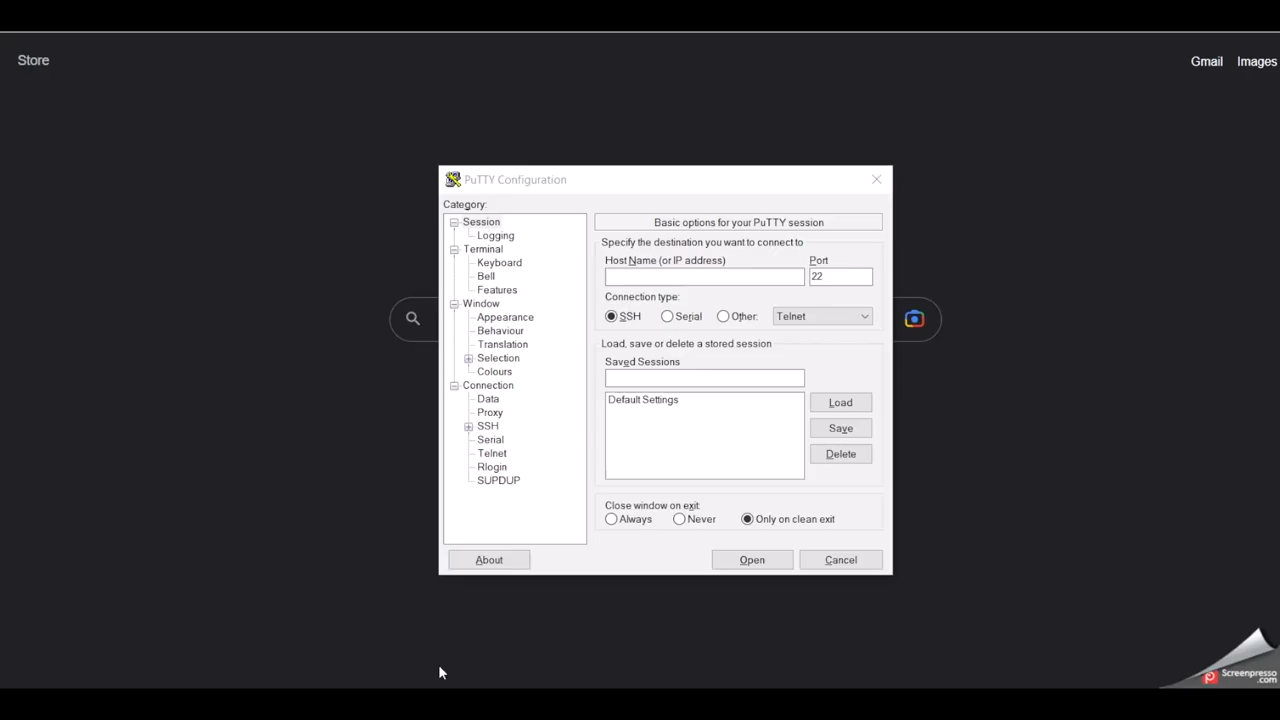 Store
Gmail Images
PuTTY Configuration
Category:
Session
Logging
Terminal
Keyboard
Bell
Features
Window
Appearance
Behaviour
Translation
Selection
Colours
Connection
Data
Proxy
SSH
Serial
Telnet
Rlogin
SUPDUP
Basic options for your PuTTY session
Specify the destination you want to connect to
Host Name (or IP address) Port
22
Connection type:
SSH Serial Other: Telnet
Load, save or delete a stored session
Saved Sessions
Default Settings
Load
Save
Delete
Close window on exit:
Always Never Only on clean exit
About Open Cancel
Screenpresso
.com